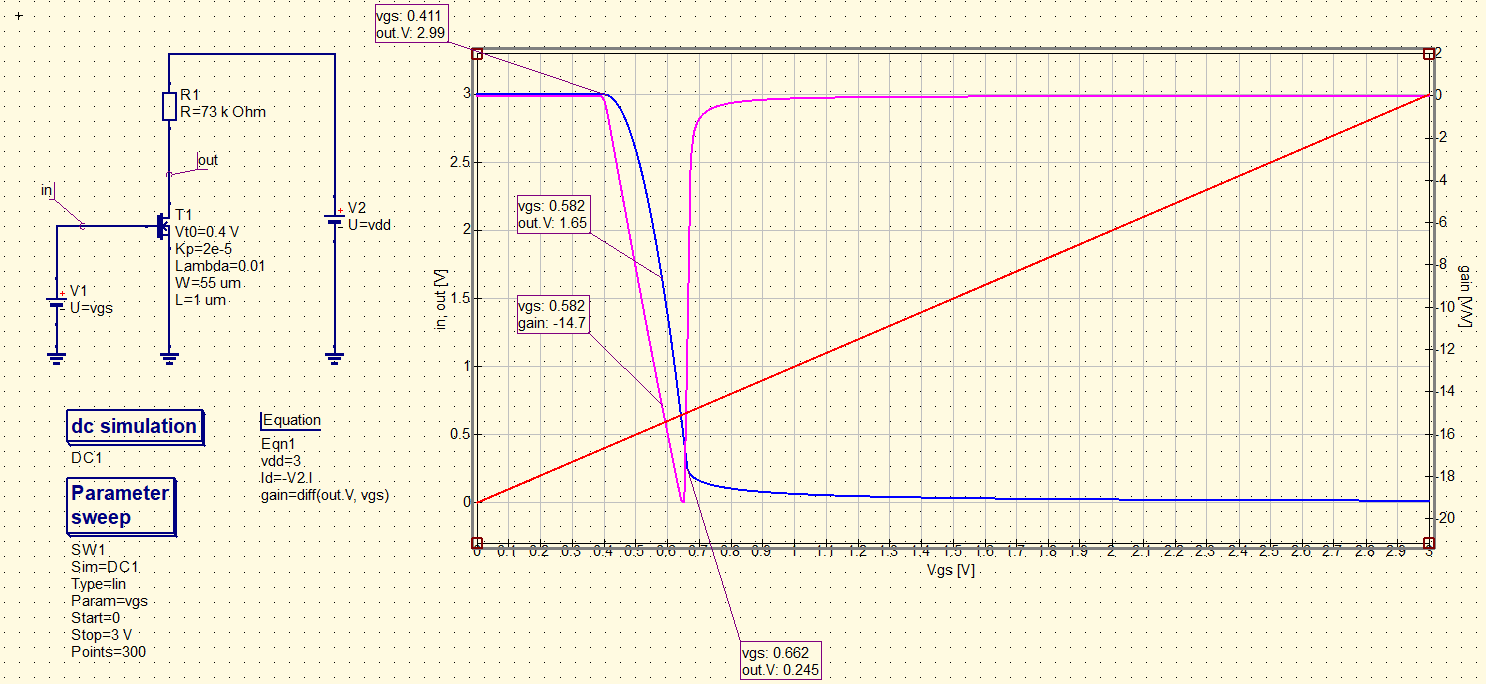 vgs: 0.411
out.V: 2.99
R1
R=73 k Ohm
out
in
T1
Vt0=0.4 V
Kp=2e-5
Lambda=0.01
W=55 um
L=1 um
V1
U=vgs
V2
U=vdd
dc simulation
DC1
Equation
Eqn1
vdd=3
Id=-V2.I
gain=diff(out.V, vgs)
Parameter
sweep
SW1
Sim=DC1
Type=lin
Param=vgs
Start=0
Stop=3 V
Points=300
in, out [V]
3
2.5
2
1.5
1
0.5
0
vgs: 0.582
out.V: 1.65
vgs: 0.582
gain: -14.7
2
0
-2
-4
-6
-8
-10
-12
-14
-16
-18
-20
gain [V/V]
0 0.1 0.2 0.3 0.4 0.5 0.6 0.7 0.8 0.9 1 1.1 1.2 1.3 1.4 1.5 1.6 1.7 1.8 1.9 2 2.1 2.2 2.3 2.4 2.5 2.6 2.7 2.8 2.9 3
Vgs [V]
vgs: 0.662
out.V: 0.245